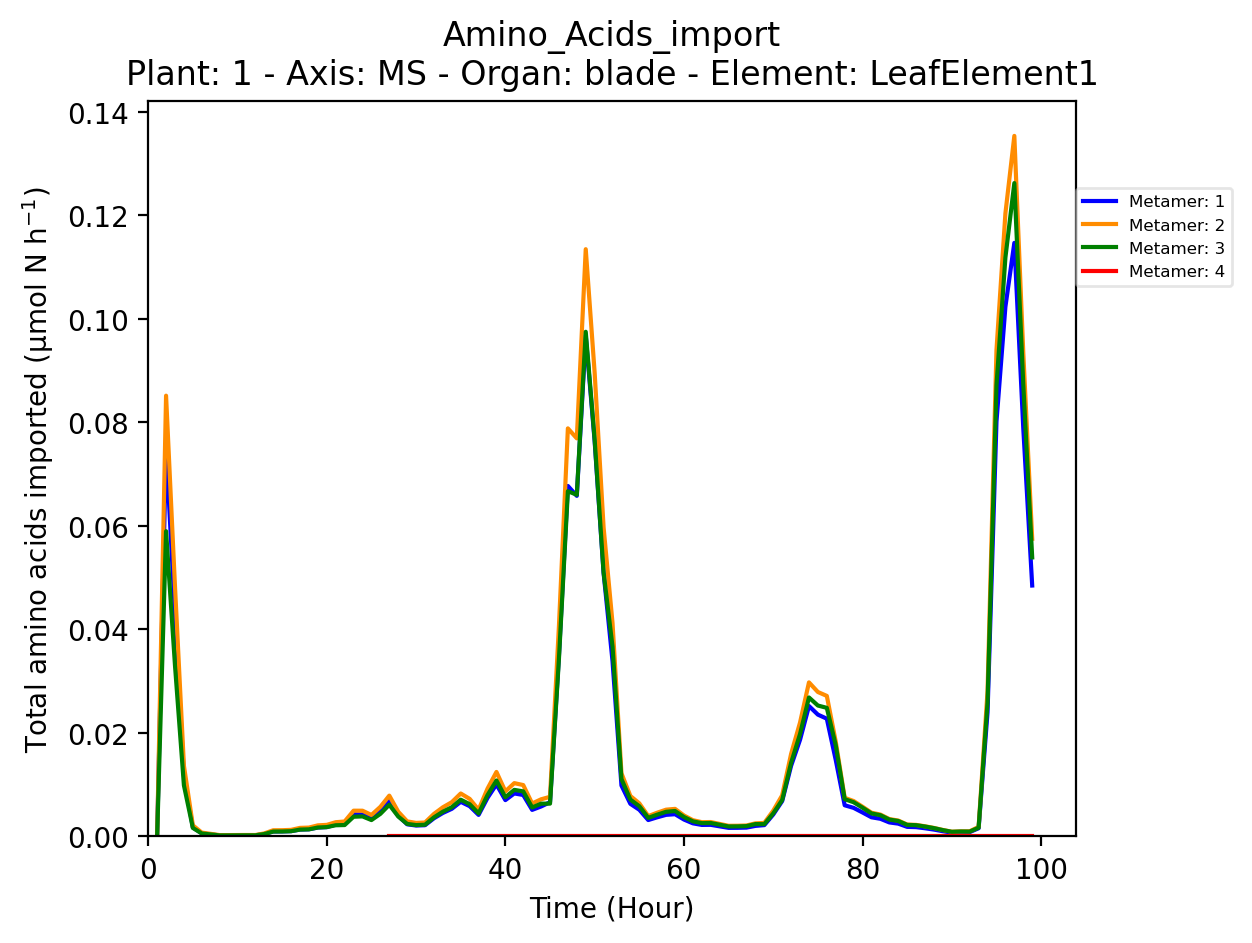 Amino_Acids_import
Plant: 1 - Axis: MS - Organ: blade - Element: LeafElement1
Total amino acids imported (µmol N h⁻¹)
0.14
0.12
0.10
0.08
0.06
0.04
0.02
0.00
0 20 40 60 80 100
Time (Hour)
Metamer: 1
Metamer: 2
Metamer: 3
Metamer: 4